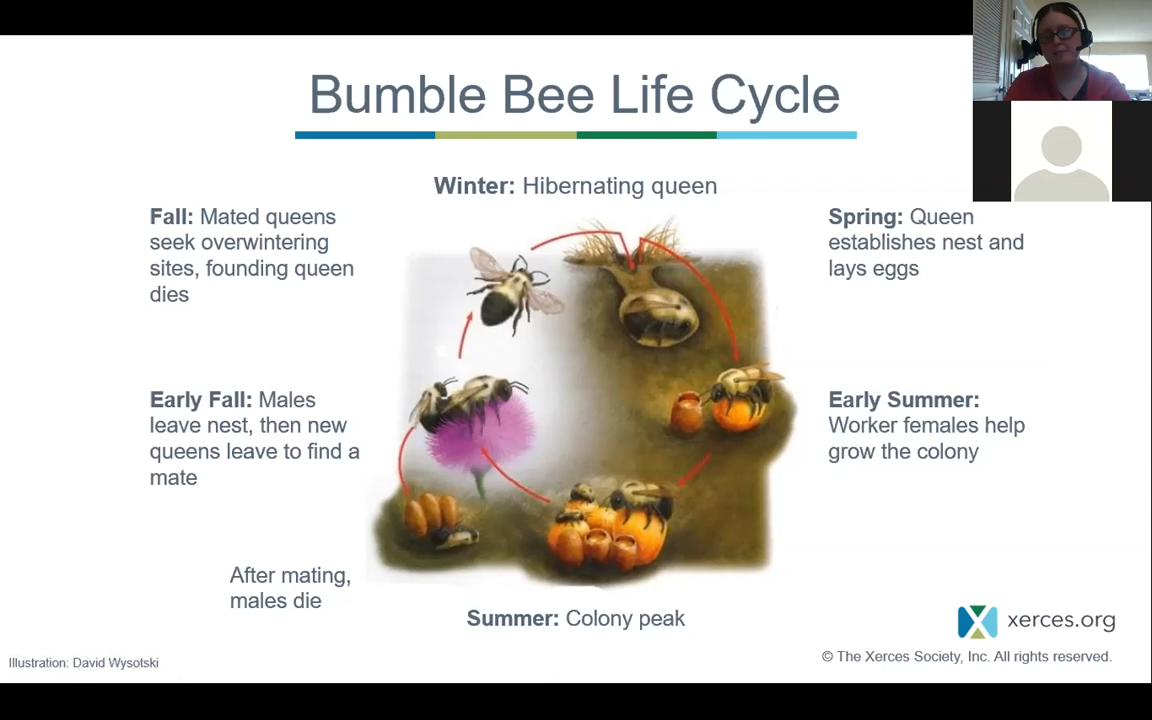 Bumble Bee Life Cycle
Winter: Hibernating queen
Fall: Mated queens
seek overwintering
sites, founding queen
dies
Spring: Queen
establishes nest and
lays eggs
Early Fall: Males
leave nest, then new
queens leave to find a
mate
Early Summer:
Worker females help
grow the colony
After mating,
males die
Summer: Colony peak
xerces.org
Illustration: David Wysotski
© The Xerces Society, Inc. All rights reserved.